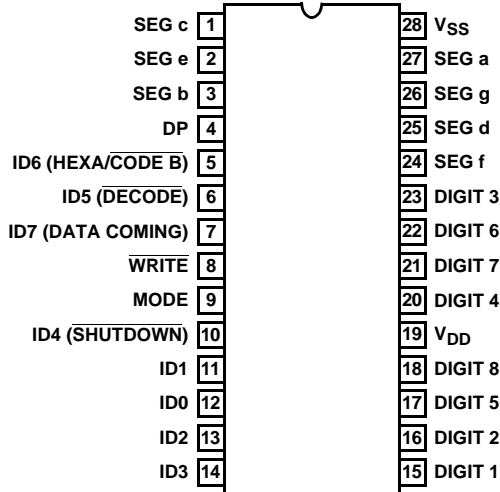 SEG c 1 28 VSS
SEG e 2 27 SEG a
SEG b 3 26 SEG g
DP 4 25 SEG d
ID6 (HEXA/CODE B) 5 24 SEG f
ID5 (DECODE) 6 23 DIGIT 3
ID7 (DATA COMING) 7 22 DIGIT 6
WRITE 8 21 DIGIT 7
MODE 9 20 DIGIT 4
ID4 (SHUTDOWN) 10 19 VDD
ID1 11 18 DIGIT 8
ID0 12 17 DIGIT 5
ID2 13 16 DIGIT 2
ID3 14 15 DIGIT 1